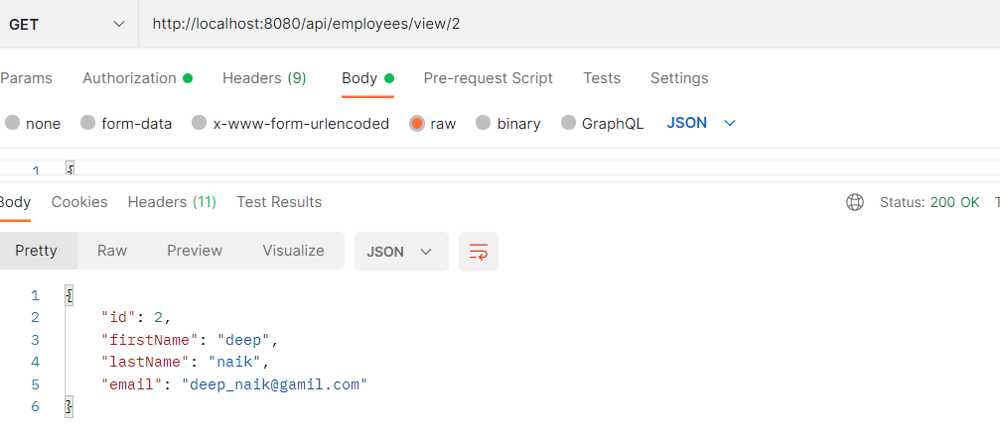 GET http://localhost:8080/api/employees/view/2
Params Authorization Headers (9) Body Pre-request Script Tests Settings
none form-data x-www-form-urlencoded raw binary GraphQL JSON
1 {
Body Cookies Headers (11) Test Results Status: 200 OK
Pretty Raw Preview Visualize JSON
1 {
2 "id": 2,
3 "firstName": "deep",
4 "lastName": "naik",
5 "email": "deep_naik@gamil.com"
6 }